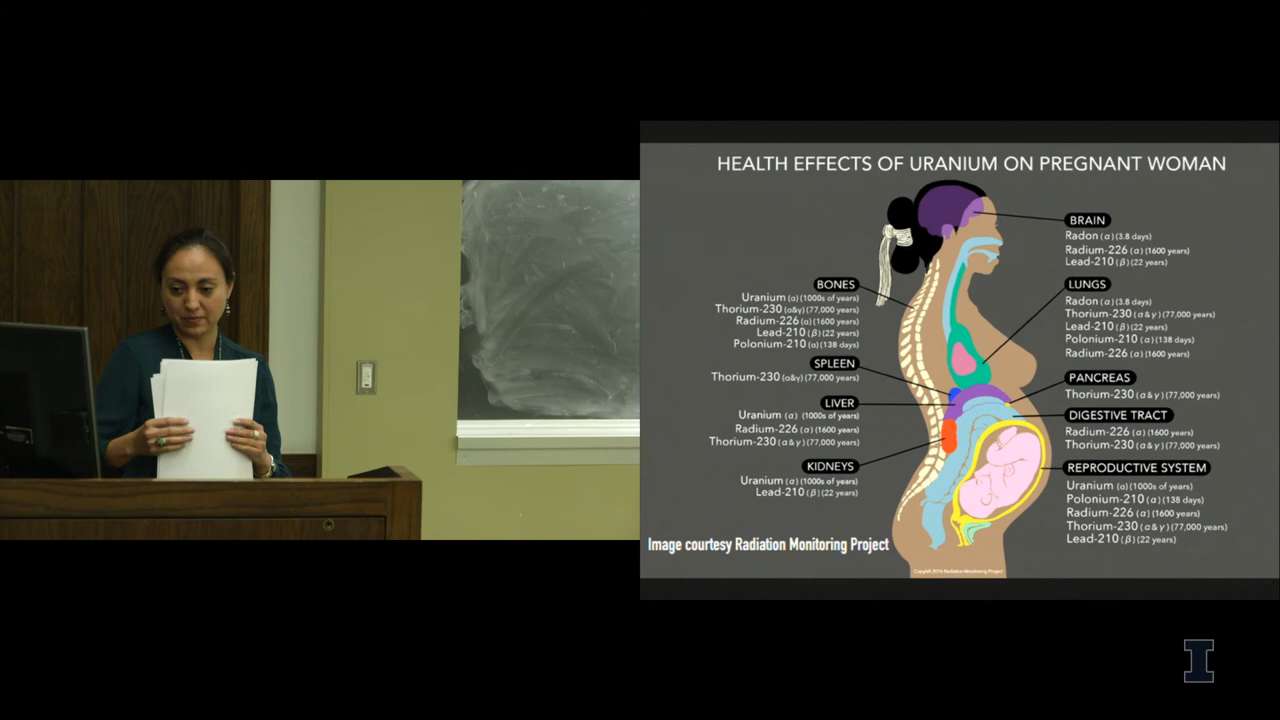 HEALTH EFFECTS OF URANIUM ON PREGNANT WOMAN
BRAIN
Radon (α) (3.8 days)
Radium-226 (α) (1600 years)
Lead-210 (β) (22 years)
BONES
Uranium (α) (1000s of years)
Thorium-230 (α&γ) (77,000 years)
Radium-226 (α) (1600 years)
Lead-210 (β) (22 years)
Polonium-210 (α) (138 days)
LUNGS
Radon (α) (3.8 days)
Thorium-230 (α & γ) (77,000 years)
Lead-210 (β) (22 years)
Polonium-210 (α) (138 days)
Radium-226 (α) (1600 years)
SPLEEN
Thorium-230 (α&γ) (77,000 years)
PANCREAS
Thorium-230 (α & γ) (77,000 years)
LIVER
Uranium (α) (1000s of years)
Radium-226 (α) (1600 years)
Thorium-230 (α & γ) (77,000 years)
DIGESTIVE TRACT
Radium-226 (α) (1600 years)
Thorium-230 (α & γ) (77,000 years)
KIDNEYS
Uranium (α) (1000s of years)
Lead-210 (β) (22 years)
REPRODUCTIVE SYSTEM
Uranium (α) (1000s of years)
Polonium-210 (α) (138 days)
Radium-226 (α) (1600 years)
Thorium-230 (α & γ) (77,000 years)
Lead-210 (β) (22 years)
Image courtesy Radiation Monitoring Project
2016 Radiation Monitoring Project
I